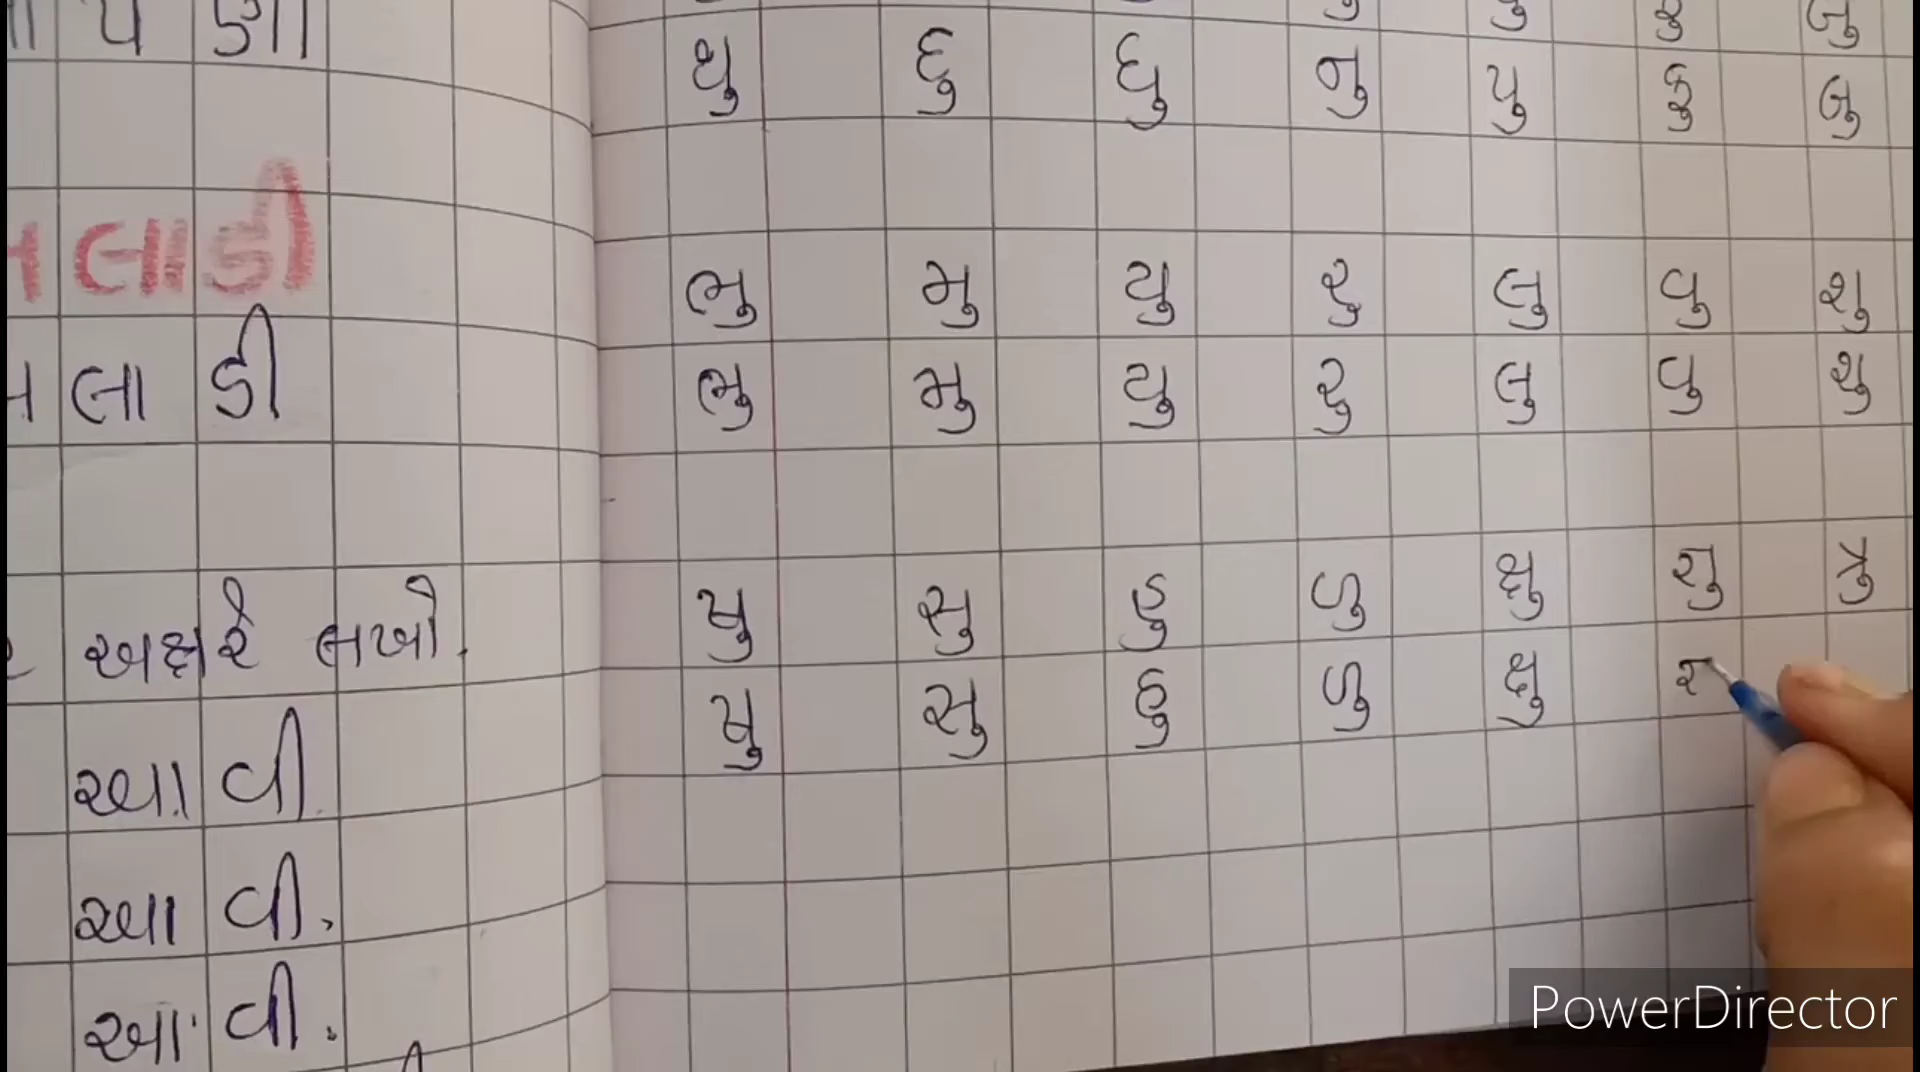 પ ણી
લા ડી
લા ડી
અક્ષરે લખો.
આ વી
આ વી.
આ વી.
થુ દુ ધુ નુ પુ ફુ બુ
ભુ મુ યુ રુ લુ વુ શુ
ભુ મુ યુ રુ લુ વુ શુ
ષુ સુ હુ ળુ ક્ષુ જ્ઞુ
ષુ સુ હુ ળુ ક્ષુ
PowerDirector